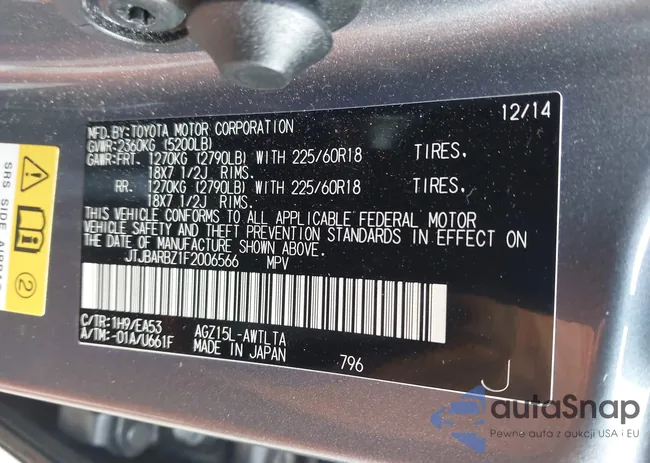 12/14
MFD.BY:TOYOTA MOTOR CORPORATION
GVWR:2360KG (5200LB)
GAWR:FRT. 1270KG (2790LB) WITH 225/60R18 TIRES.
18X7 1/2J RIMS.
RR. 1270KG (2790LB) WITH 225/60R18 TIRES.
18X7 1/2J RIMS.
THIS VEHICLE CONFORMS TO ALL APPLICABLE FEDERAL MOTOR
VEHICLE SAFETY AND THEFT PREVENTION STANDARDS IN EFFECT ON
THE DATE OF MANUFACTURE SHOWN ABOVE.
JTJBARBZ1F2006566 MPV
C/TR:1H9/EA53 AGZ15L-AWTLTA
A/TM:-01A/U661F MADE IN JAPAN 796
J
SRS SIDE AIRBAG
2
autaSnap
Pewne auta z aukcji USA i EU